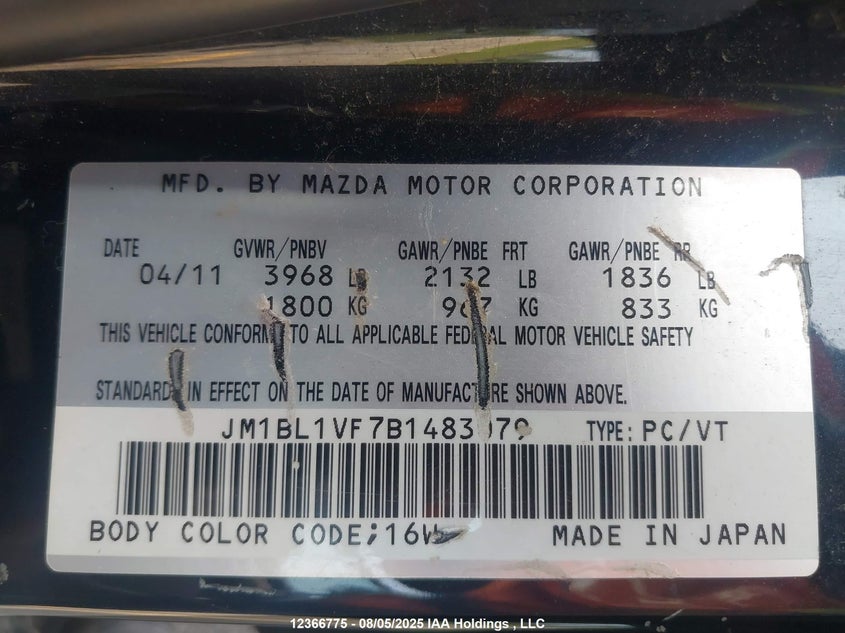 MFD. BY MAZDA MOTOR CORPORATION
DATE GVWR/PNBV GAWR/PNBE FRT GAWR/PNBE RR
04/11 3968 LB 2132 LB 1836 LB
1800 KG 967 KG 833 KG
THIS VEHICLE CONFORM TO ALL APPLICABLE FEDERAL MOTOR VEHICLE SAFETY
STANDARDS IN EFFECT ON THE DATE OF MANUFACTURE SHOWN ABOVE.
TYPE: PC/VT
BODY COLOR CODE;16W
MADE IN JAPAN
12366775 - 08/05/2025 IAA Holdings , LLC